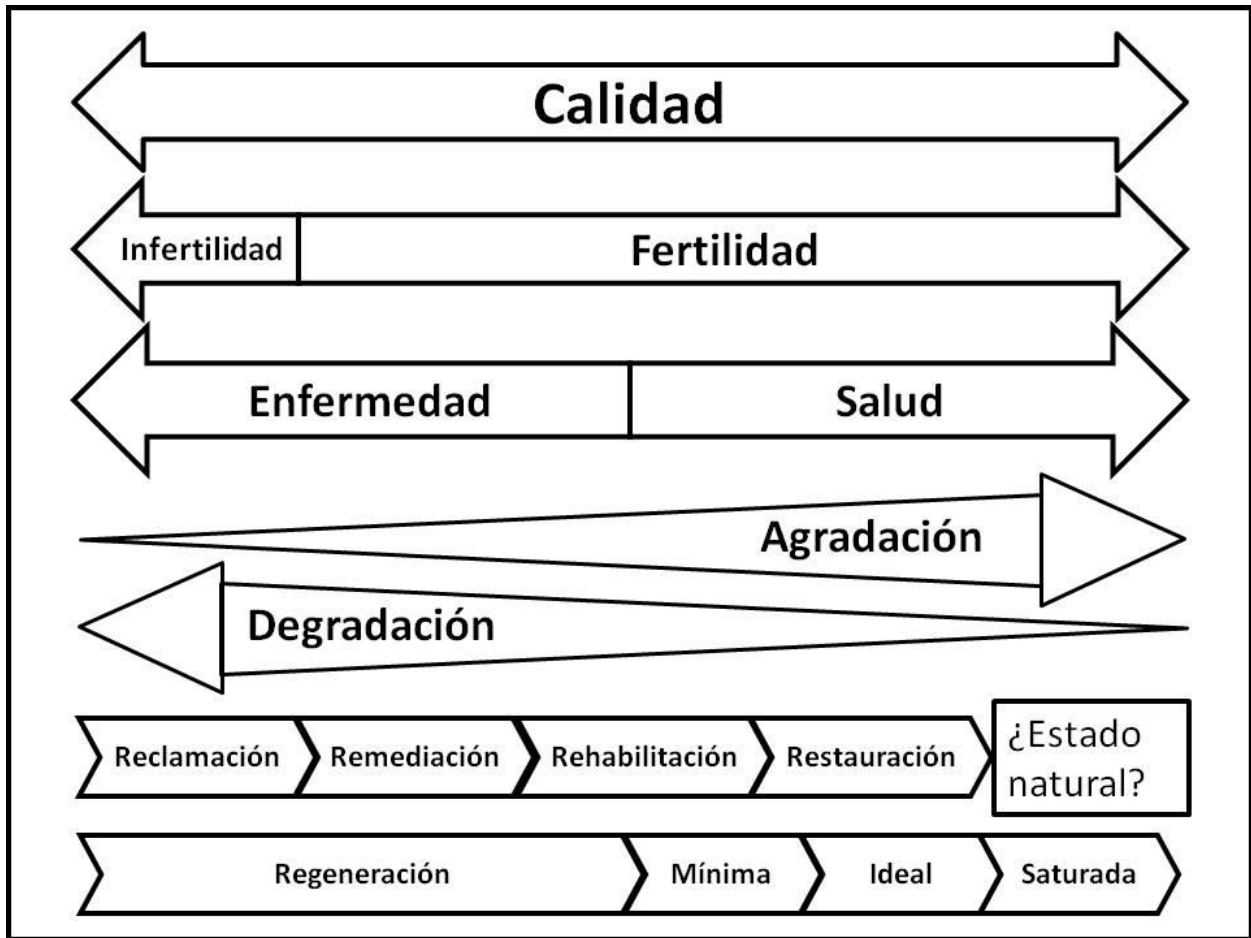 Calidad
Infertilidad
Fertilidad
Enfermedad
Salud
Agradación
Degradación
Reclamación
Remediación
Rehabilitación
Restauración
¿Estado
natural?
Regeneración
Mínima
Ideal
Saturada